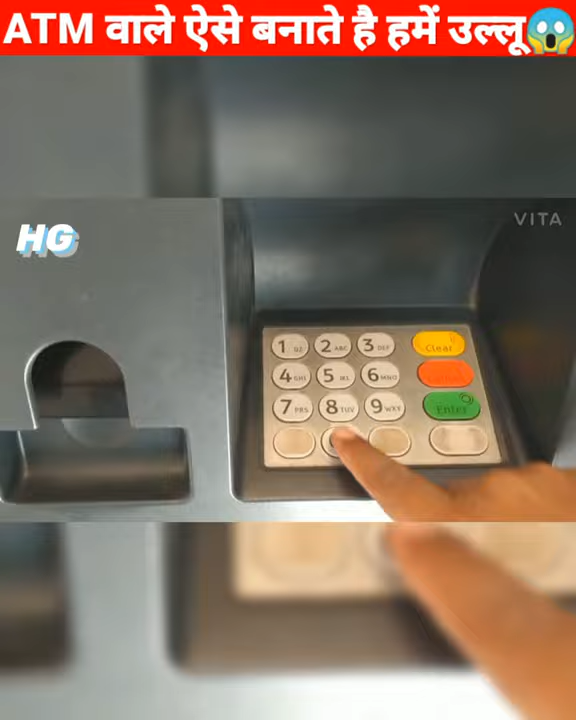 ATM वाले ऐसे बनाते है हमें उल्लू😱
HG
VITA
1 QZ 2 ABC 3 DEF Clear
4 GHI 5 JKL 6 MNO
7 PRS 8 TUV 9 WXY Enter